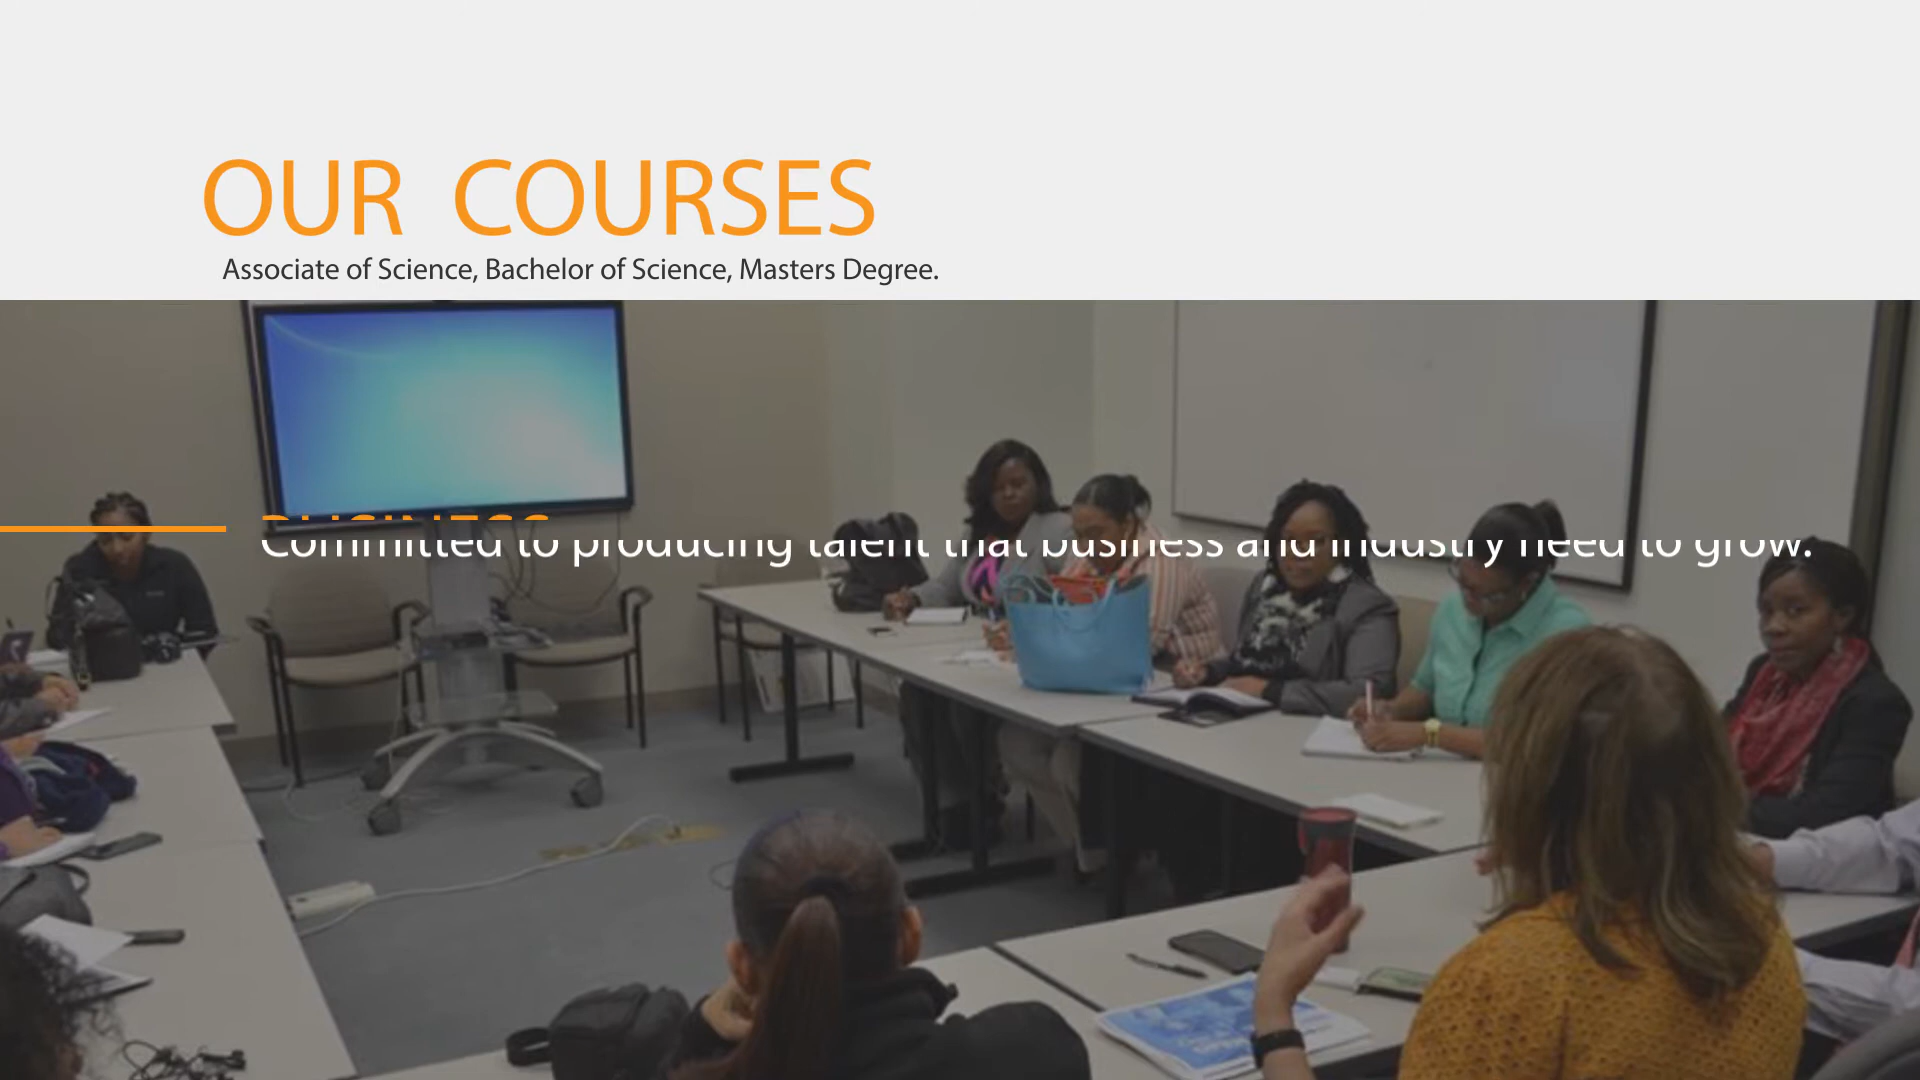 OUR COURSES
Associate of Science, Bachelor of Science, Masters Degree.
BUSINESS
Committed to producing talent that business and industry need to grow.